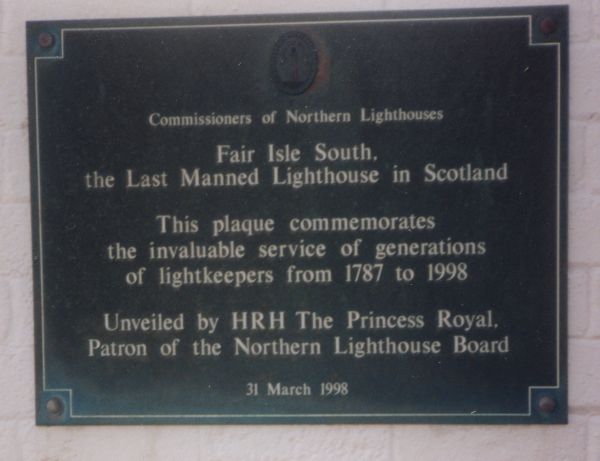 Commissioners of Northern Lighthouses
Fair Isle South,
the Last Manned Lighthouse in Scotland
This plaque commemorates
the invaluable service of generations
of lightkeepers from 1787 to 1998
Unveiled by HRH The Princess Royal,
Patron of the Northern Lighthouse Board
31 March 1998